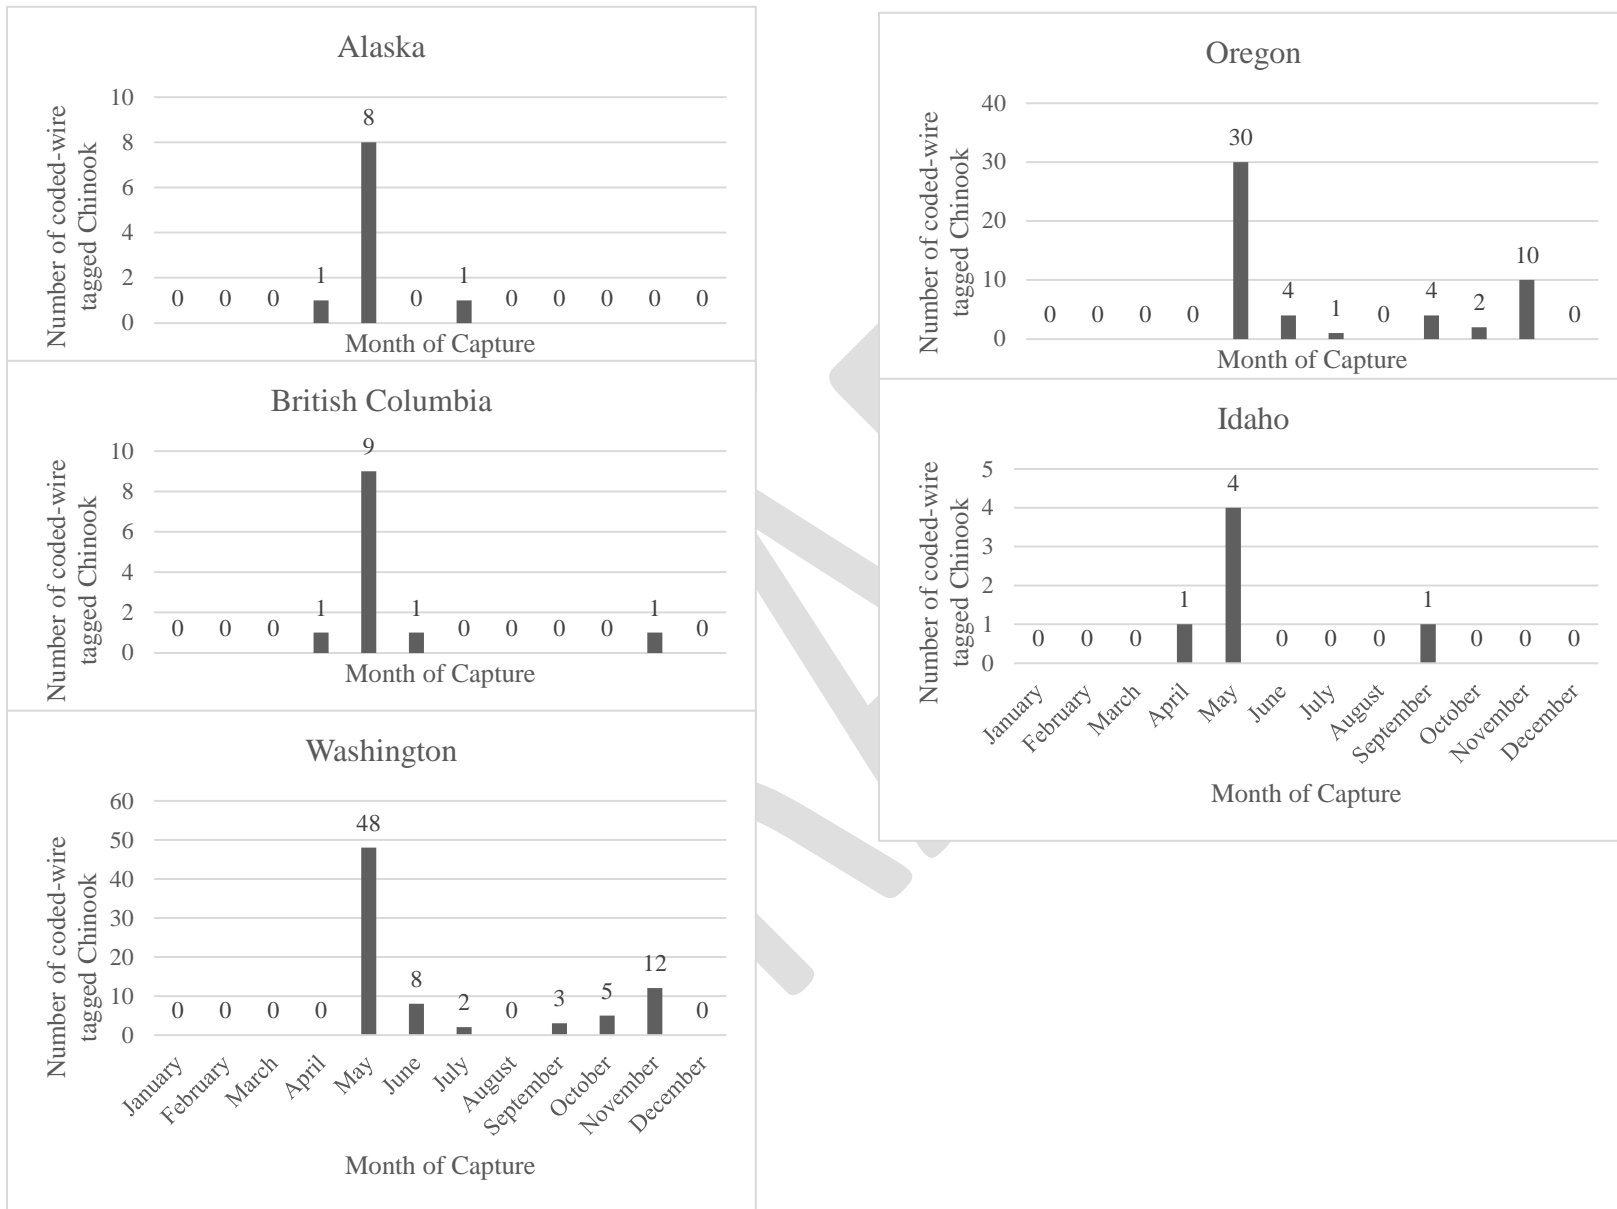 Alaska
Number of coded-wire
tagged Chinook
10
8
6
4
2
0
0 0 0 1 8 0 1 0 0 0 0 0
Month of Capture
British Columbia
Number of coded-wire
tagged Chinook
10
8
6
4
2
0
0 0 0 1 9 1 0 0 0 0 1 0
Month of Capture
Washington
Number of coded-wire
tagged Chinook
60
50
40
30
20
10
0
0 0 0 0 48 8 2 0 3 5 12 0
January February March April May June July August September October November December
Month of Capture
Oregon
Number of coded-wire
tagged Chinook
40
30
20
10
0
0 0 0 0 30 4 1 0 4 2 10 0
Month of Capture
Idaho
Number of coded-wire
tagged Chinook
5
4
3
2
1
0
0 0 0 1 4 0 0 0 1 0 0 0
January February March April May June July August September October November December
Month of Capture